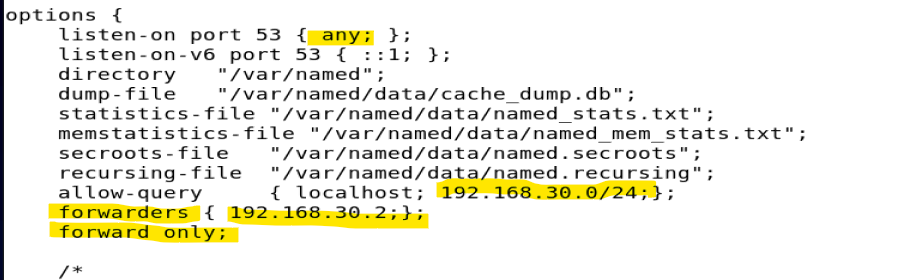 options {
listen-on port 53 { any; };
listen-on-v6 port 53 { ::1; };
directory "/var/named";
dump-file "/var/named/data/cache_dump.db";
statistics-file "/var/named/data/named_stats.txt";
memstatistics-file "/var/named/data/named_mem_stats.txt";
secroots-file "/var/named/data/named.secroots";
recursing-file "/var/named/data/named.recursing";
allow-query { localhost; 192.168.30.0/24;};
forwarders { 192.168.30.2;};
forward only;
/*